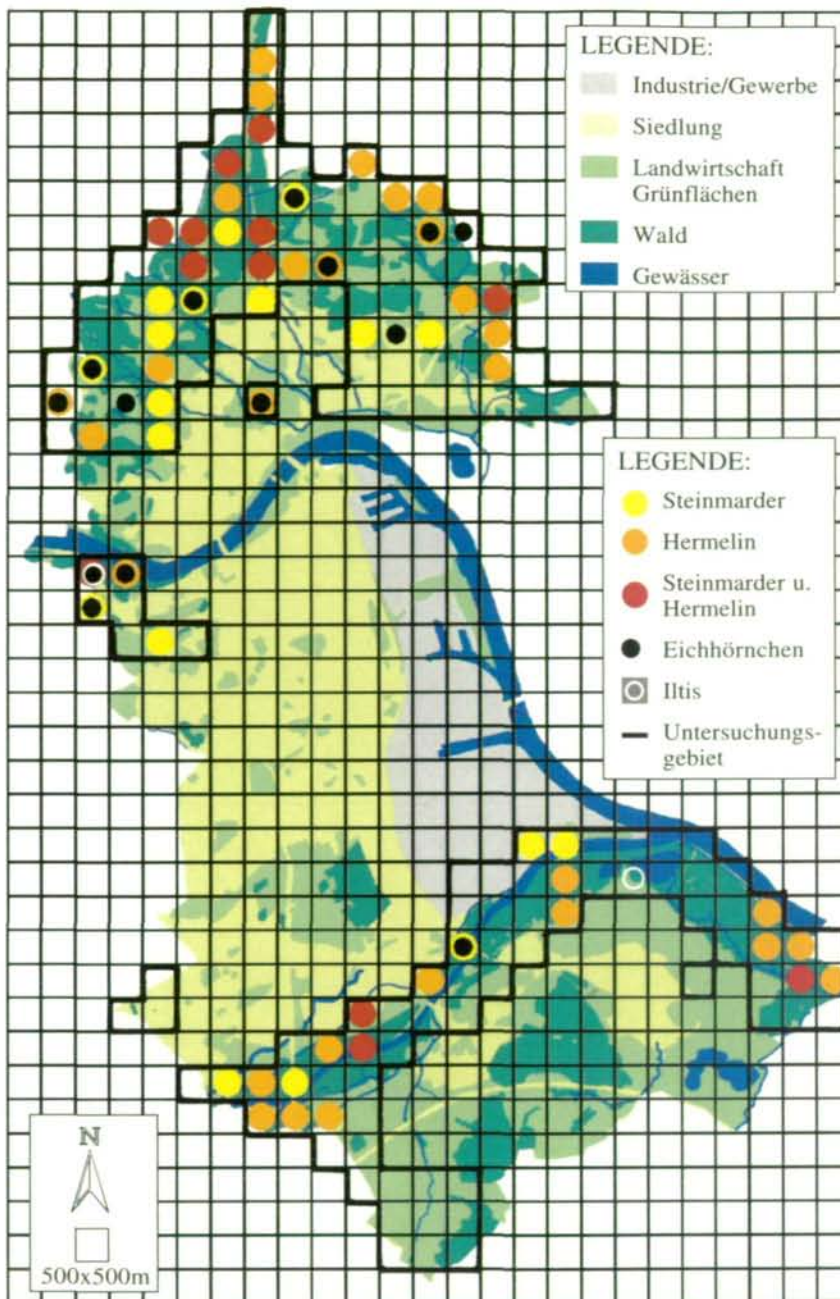 LEGENDE:
Industrie/Gewerbe
Siedlung
Landwirtschaft
Grünflächen
Wald
Gewässer
LEGENDE:
Steinmarder
Hermelin
Steinmarder u.
Hermelin
Eichhörnchen
Iltis
Untersuchungs-
gebiet
N
500x500m